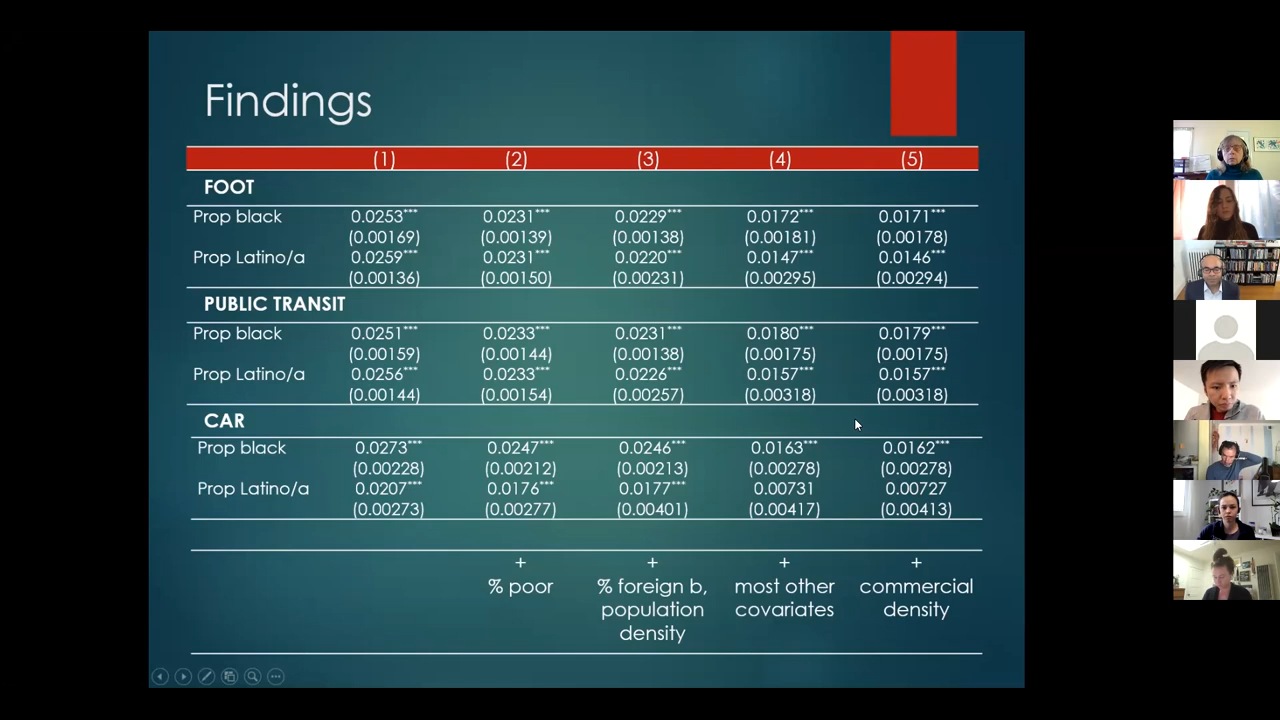 Findings
(1) (2) (3) (4) (5)
FOOT
Prop black 0.0253*** 0.0231*** 0.0229*** 0.0172*** 0.0171***
(0.00169) (0.00139) (0.00138) (0.00181) (0.00178)
Prop Latino/a 0.0259*** 0.0231*** 0.0220*** 0.0147*** 0.0146***
(0.00136) (0.00150) (0.00231) (0.00295) (0.00294)
PUBLIC TRANSIT
Prop black 0.0251*** 0.0233*** 0.0231*** 0.0180*** 0.0179***
(0.00159) (0.00144) (0.00138) (0.00175) (0.00175)
Prop Latino/a 0.0256*** 0.0233*** 0.0226*** 0.0157*** 0.0157***
(0.00144) (0.00154) (0.00257) (0.00318) (0.00318)
CAR
Prop black 0.0273*** 0.0247*** 0.0246*** 0.0163*** 0.0162***
(0.00228) (0.00212) (0.00213) (0.00278) (0.00278)
Prop Latino/a 0.0207*** 0.0176*** 0.0177*** 0.00731 0.00727
(0.00273) (0.00277) (0.00401) (0.00417) (0.00413)
+ + + +
% poor % foreign b, most other commercial
population covariates density
density